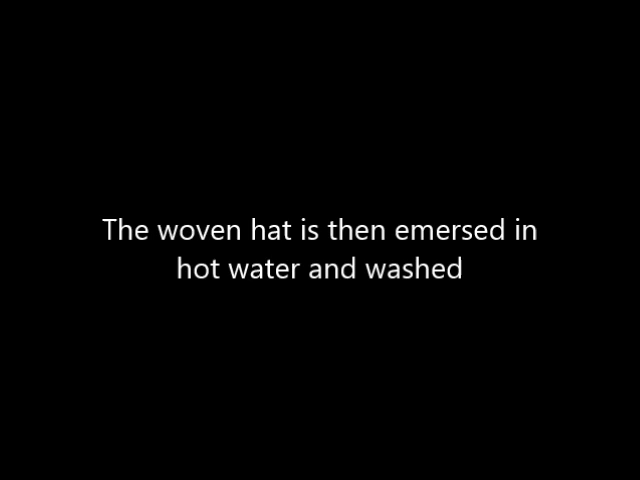 The woven hat is then emersed in
hot water and washed